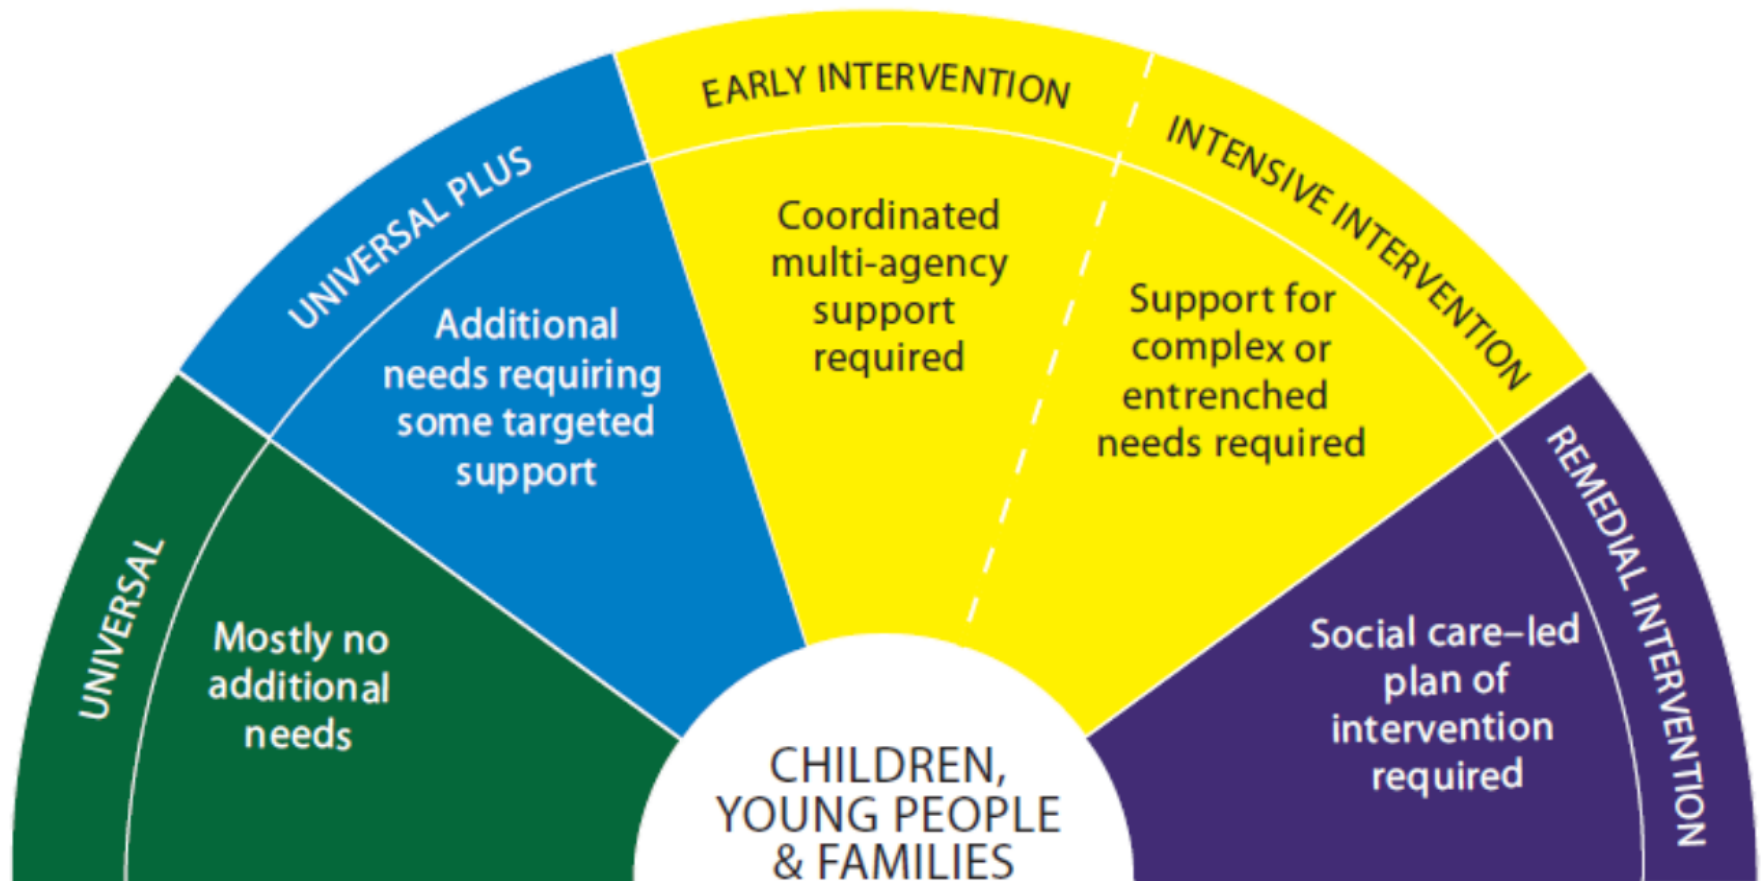 UNIVERSAL
Mostly no
additional
needs
UNIVERSAL PLUS
Additional
needs requiring
some targeted
support
EARLY INTERVENTION
Coordinated
multi-agency
support
required
INTENSIVE INTERVENTION
Support for
complex or
entrenched
needs required
REMEDIAL INTERVENTION
Social care–led
plan of
intervention
required
CHILDREN,
YOUNG PEOPLE
& FAMILIES